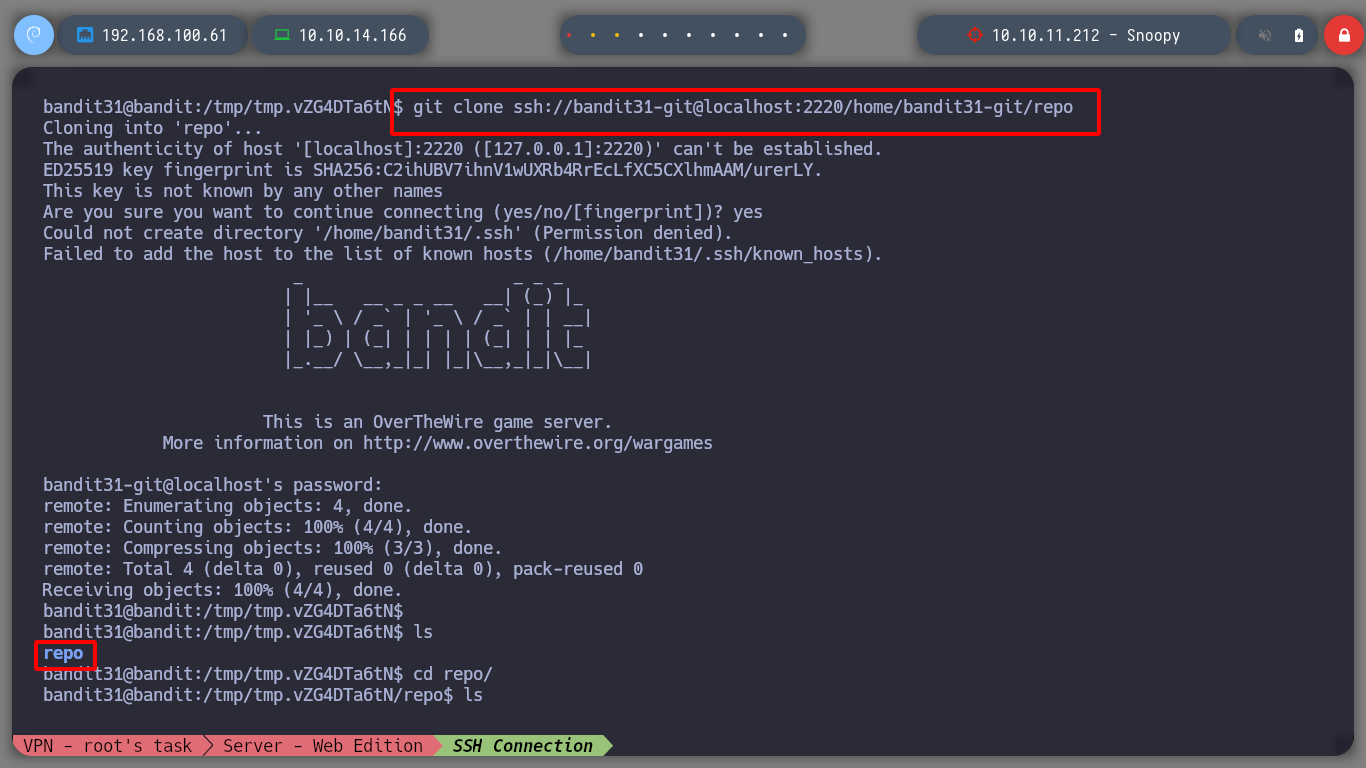 192.168.100.61 10.10.14.166 10.10.11.212 - Snoopy
bandit31@bandit:/tmp/tmp.vZG4DTa6tN$ git clone ssh://bandit31-git@localhost:2220/home/bandit31-git/repo
Cloning into 'repo'...
The authenticity of host '[localhost]:2220 ([127.0.0.1]:2220)' can't be established.
ED25519 key fingerprint is SHA256:C2ihUBV7ihnV1wUXRb4RrEcLfXC5CXlhmAAM/urerLY.
This key is not known by any other names
Are you sure you want to continue connecting (yes/no/[fingerprint])? yes
Could not create directory '/home/bandit31/.ssh' (Permission denied).
Failed to add the host to the list of known hosts (/home/bandit31/.ssh/known_hosts).
                         _                     _ _ _
                        | |__   __ _ _ __   __| (_) |_
                        | '_ \ / _` | '_ \ / _` | | __|
                        | |_) | (_| | | | | (_| | | |_
                        |_.__/ \__,_|_| |_|\__,_|_|\__|
This is an OverTheWire game server.
More information on http://www.overthewire.org/wargames
bandit31-git@localhost's password:
remote: Enumerating objects: 4, done.
remote: Counting objects: 100% (4/4), done.
remote: Compressing objects: 100% (3/3), done.
remote: Total 4 (delta 0), reused 0 (delta 0), pack-reused 0
Receiving objects: 100% (4/4), done.
bandit31@bandit:/tmp/tmp.vZG4DTa6tN$
bandit31@bandit:/tmp/tmp.vZG4DTa6tN$ ls
repo
bandit31@bandit:/tmp/tmp.vZG4DTa6tN$ cd repo/
bandit31@bandit:/tmp/tmp.vZG4DTa6tN/repo$ ls
VPN - root's task Server - Web Edition SSH Connection